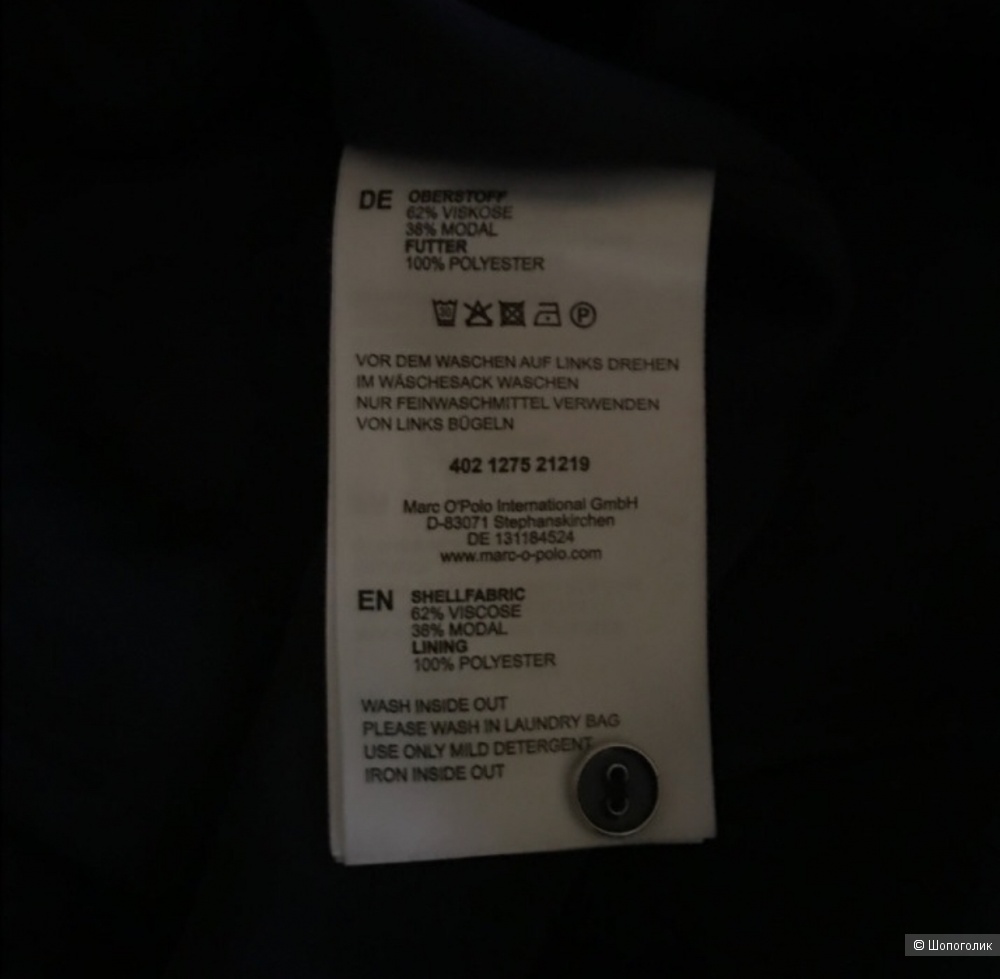 DE OBERSTOFF
62% VISKOSE
38% MODAL
FUTTER
100% POLYESTER
30 P
VOR DEM WASCHEN AUF LINKS DREHEN
IM WÄSCHESACK WASCHEN
NUR FEINWASCHMITTEL VERWENDEN
VON LINKS BÜGELN
402 1275 21219
Marc O'Polo International GmbH
D-83071 Stephanskirchen
DE 131184524
www.marc-o-polo.com
EN SHELLFABRIC
62% VISCOSE
38% MODAL
LINING
100% POLYESTER
WASH INSIDE OUT
PLEASE WASH IN LAUNDRY BAG
USE ONLY MILD DETERGENT
IRON INSIDE OUT
© Шопоголик